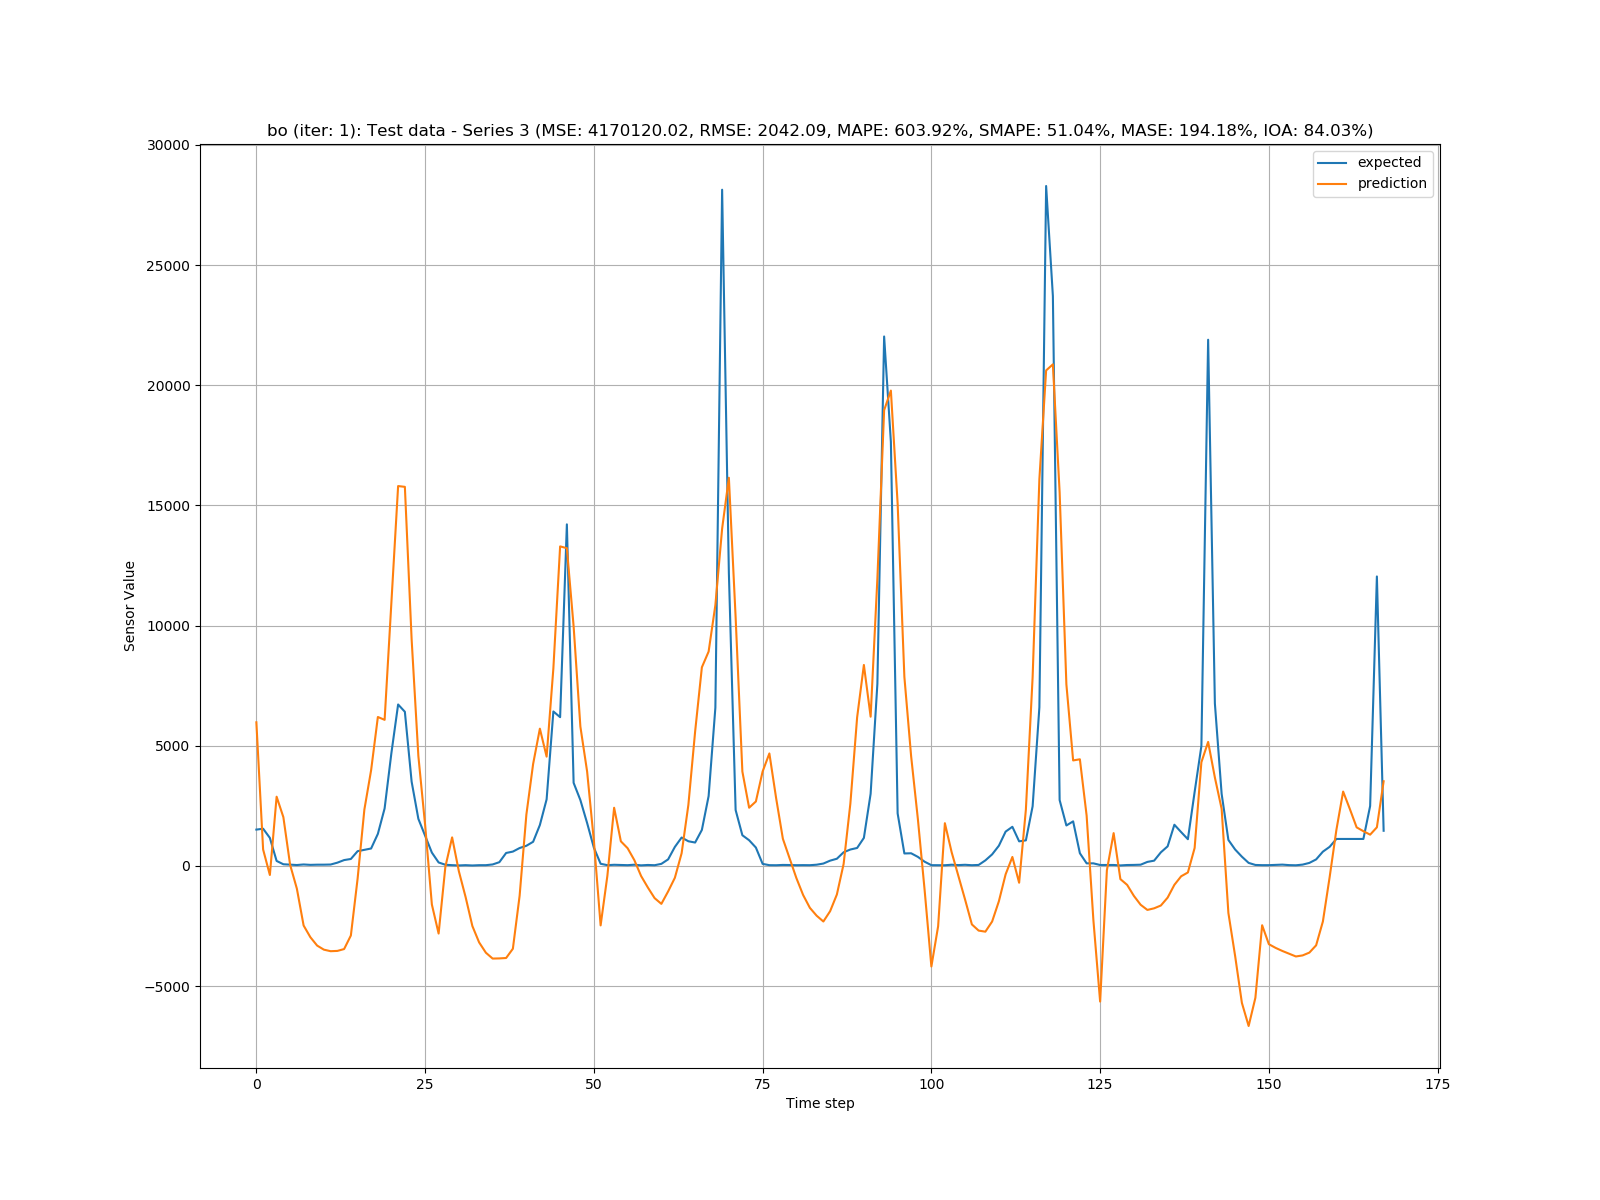 bo (iter: 1): Test data - Series 3 (MSE: 4170120.02, RMSE: 2042.09, MAPE: 603.92%, SMAPE: 51.04%, MASE: 194.18%, IOA: 84.03%)
expected
prediction
30000
25000
20000
15000
10000
5000
0
−5000
Sensor Value
0 25 50 75 100 125 150 175
Time step